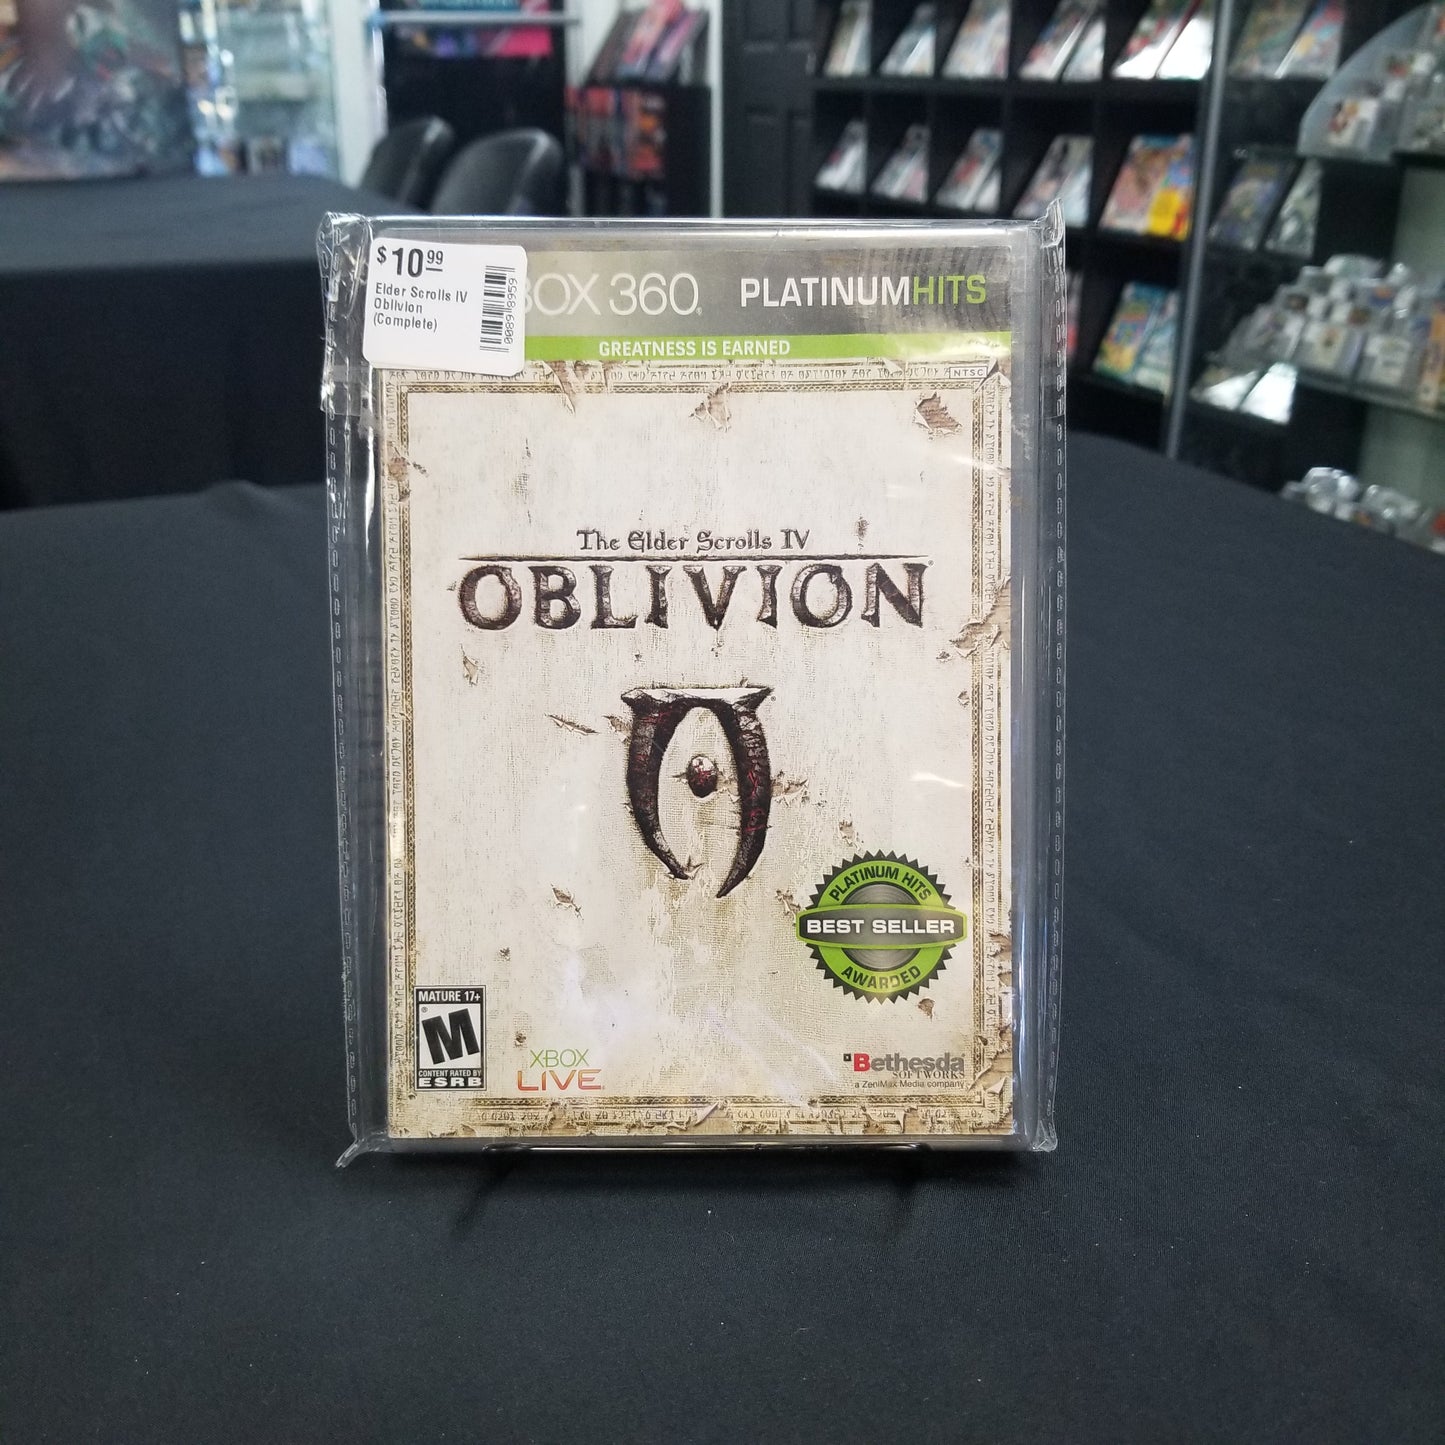 $10.99
Elder Scrolls IV
Oblivion
(Complete)
00898959
BOX 360
PLATINUMHITS
GREATNESS IS EARNED
NTSC
The Elder Scrolls IV
OBLIVION
PLATINUM HITS
BEST SELLER
AWARDED
MATURE 17+
M
CONTENT RATED BY
ESRB
XBOX
LIVE
Bethesda
SOFTWORKS
a ZeniMax Media company